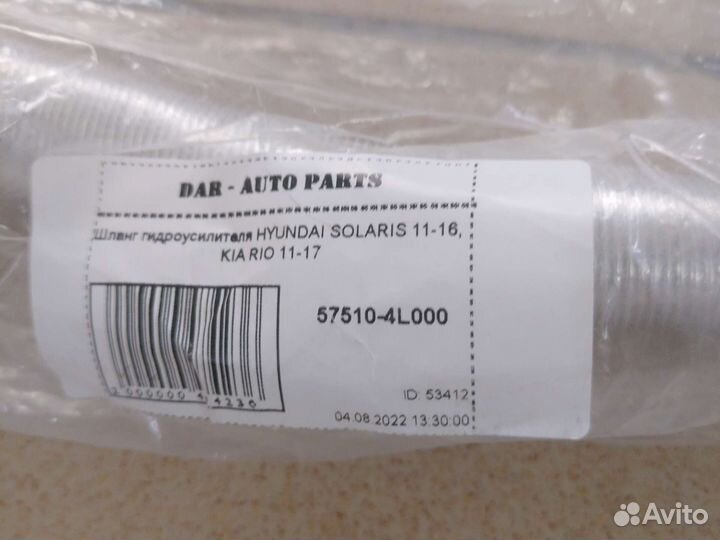 DAR - AUTO PARTS
Шланг гидроусилителя HYUNDAI SOLARIS 11-16,
KIA RIO 11-17
57510-4L000
ID: 53412
04.08.2022 13:30:00
Avito